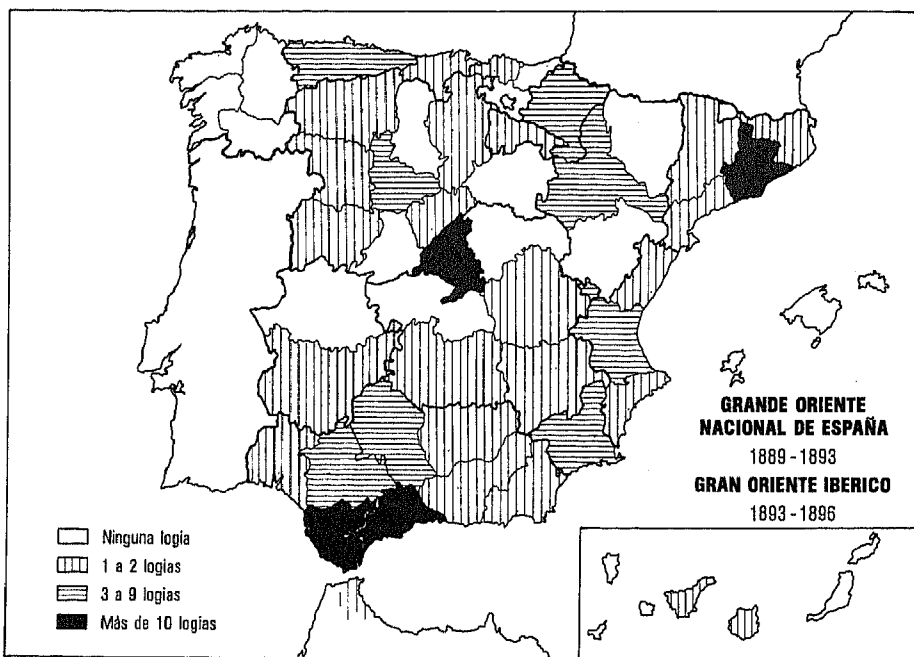 GRANDE ORIENTE
NACIONAL DE ESPAÑA
1889-1893
GRAN ORIENTE IBERICO
1893-1896
Ninguna logia
1 a 2 logias
3 a 9 logias
Más de 10 logias